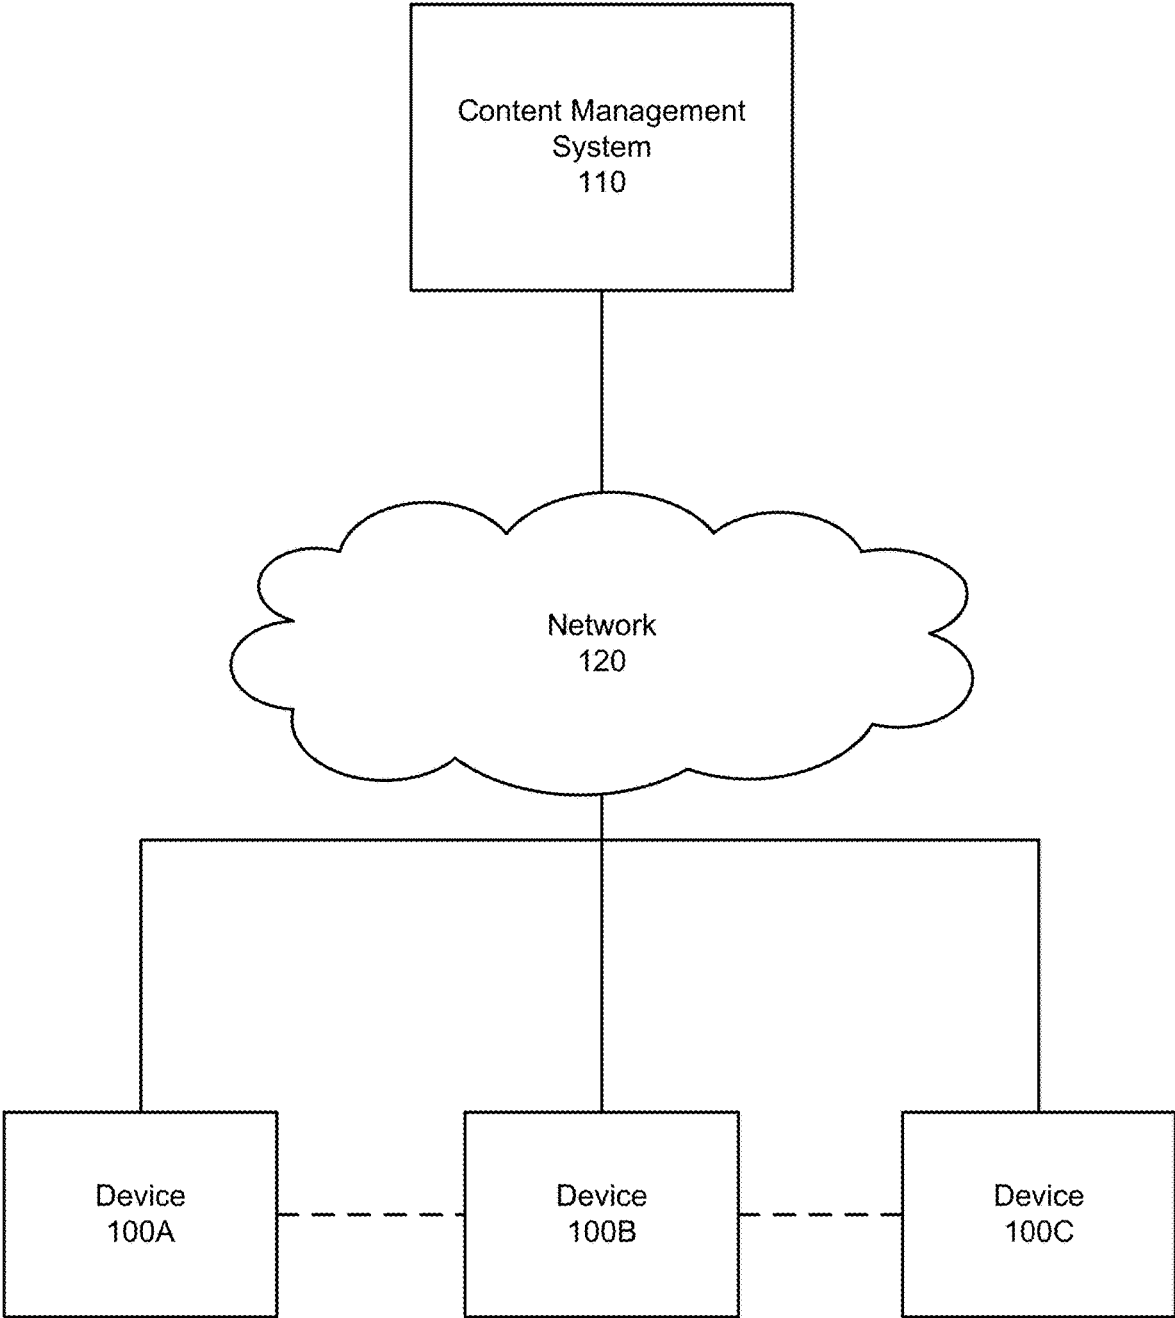 Content Management
System
110
Network
120
Device
100A
Device
100B
Device
100C